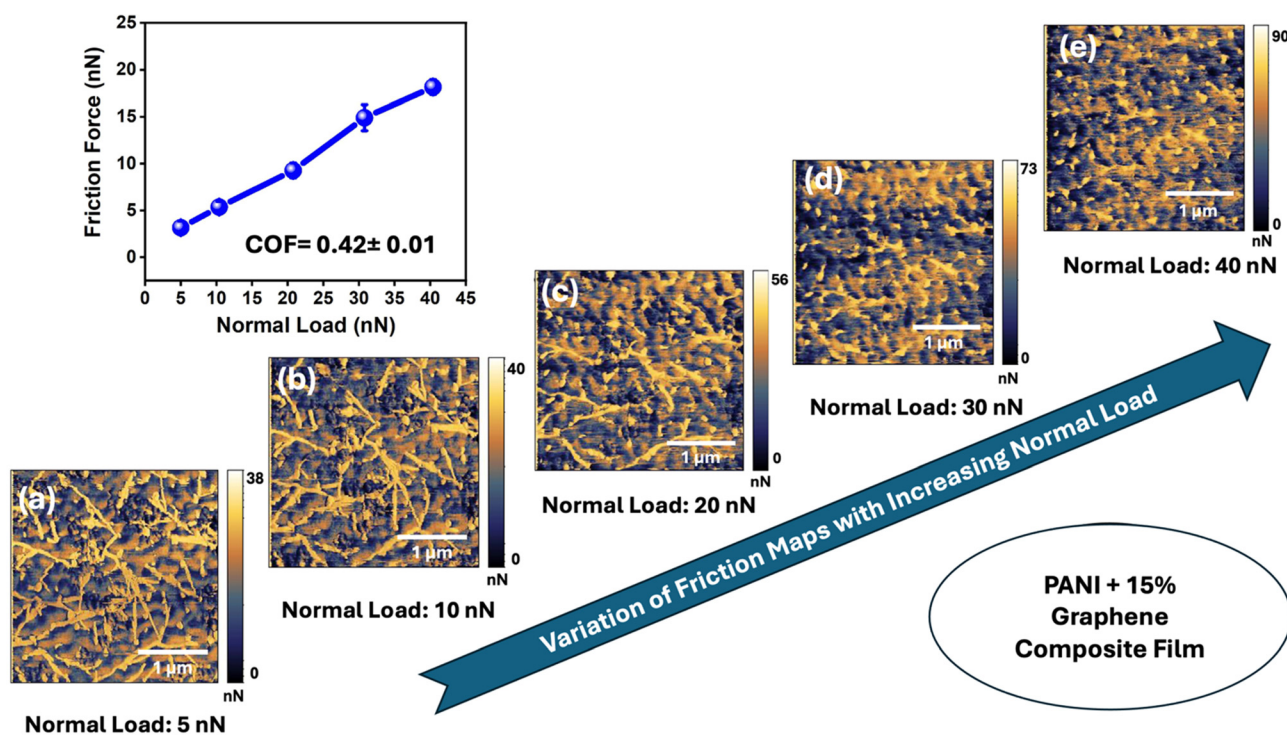 25
20
15
10
5
0
Friction Force (nN)
COF= 0.42± 0.01
0 5 10 15 20 25 30 35 40 45
Normal Load (nN)
(e)
90
1 µm
0
nN
Normal Load: 40 nN
(d)
73
1 µm
0
nN
Normal Load: 30 nN
(c)
56
1 µm
0
nN
Normal Load: 20 nN
(b)
40
1 µm
0
nN
Normal Load: 10 nN
(a)
38
1 µm
0
nN
Normal Load: 5 nN
Variation of Friction Maps with Increasing Normal Load
PANI + 15%
Graphene
Composite Film